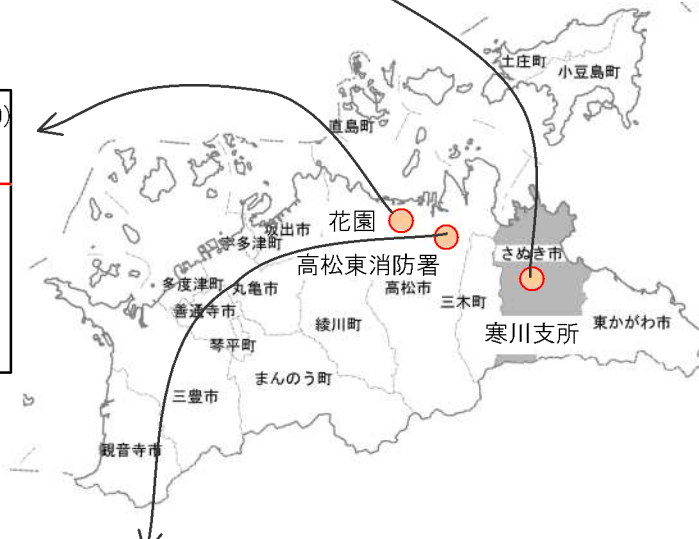 土庄町
小豆島町
0)
直島町
花園
坂出市
宇多津町
さぬき市
高松東消防署
多度津町
丸亀市
高松市
三木町
善通寺市
綾川町
寒川支所
東かがわ市
琴平町
まんのう町
三豊市
観音寺市